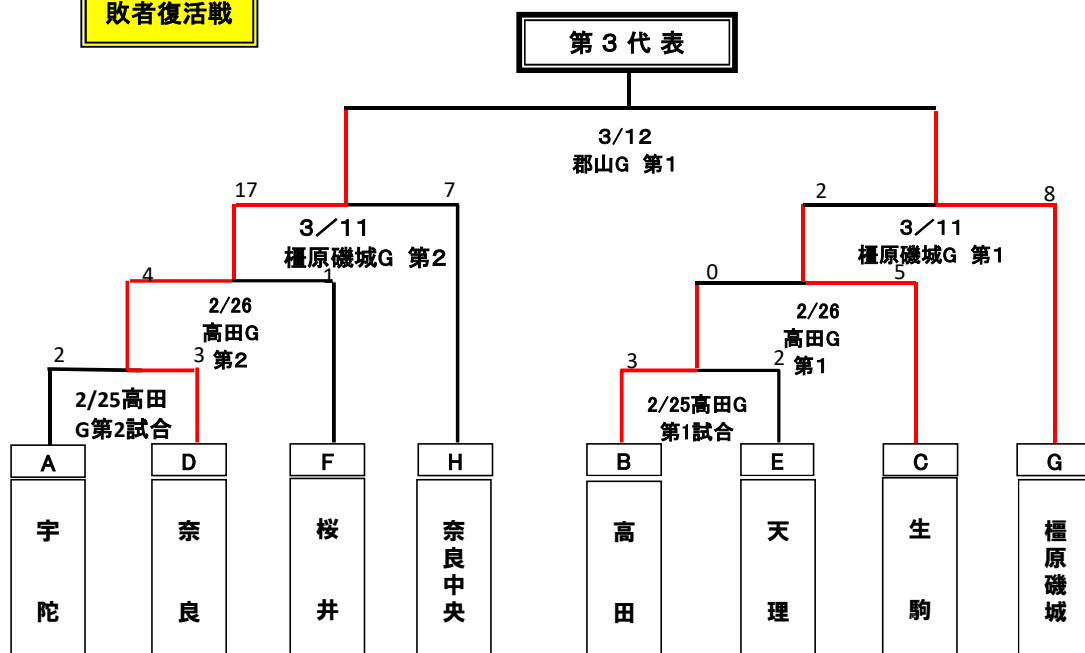 敗者復活戦
第3代表
3/12
郡山G 第1
17
7
2
8
3／11
橿原磯城G 第2
3／11
橿原磯城G 第1
4
1
0
5
2/26
高田G
第2
2/26
高田G
第1
2
3
3
2
2/25高田
G第2試合
2/25高田G
第1試合
A
D
F
H
B
E
C
G
宇陀
奈良
桜井
奈良中央
高田
天理
生駒
橿原磯城